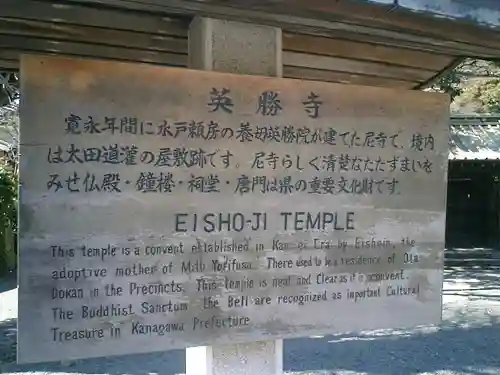 英勝寺
寛永年間に水戸頼房の養母英勝院が建てた尼寺で、境内
は太田道灌の屋敷跡です。尼寺らしく清楚なたたずまいを
みせ仏殿・鐘楼・祠堂・唐門は県の重要文化財です。
EISHO-JI TEMPLE
This temple is a convent established in Kan-ei Era by Eishoin, the
adoptive mother of Mito Yorifusa. There used to be a residence of Ota
Dokan in the Precincts. This temple is neat and Clear as it is a convent.
The Buddhist Sanctum the Bell are recognized as important Cultural
Treasure in Kanagawa Prefecture